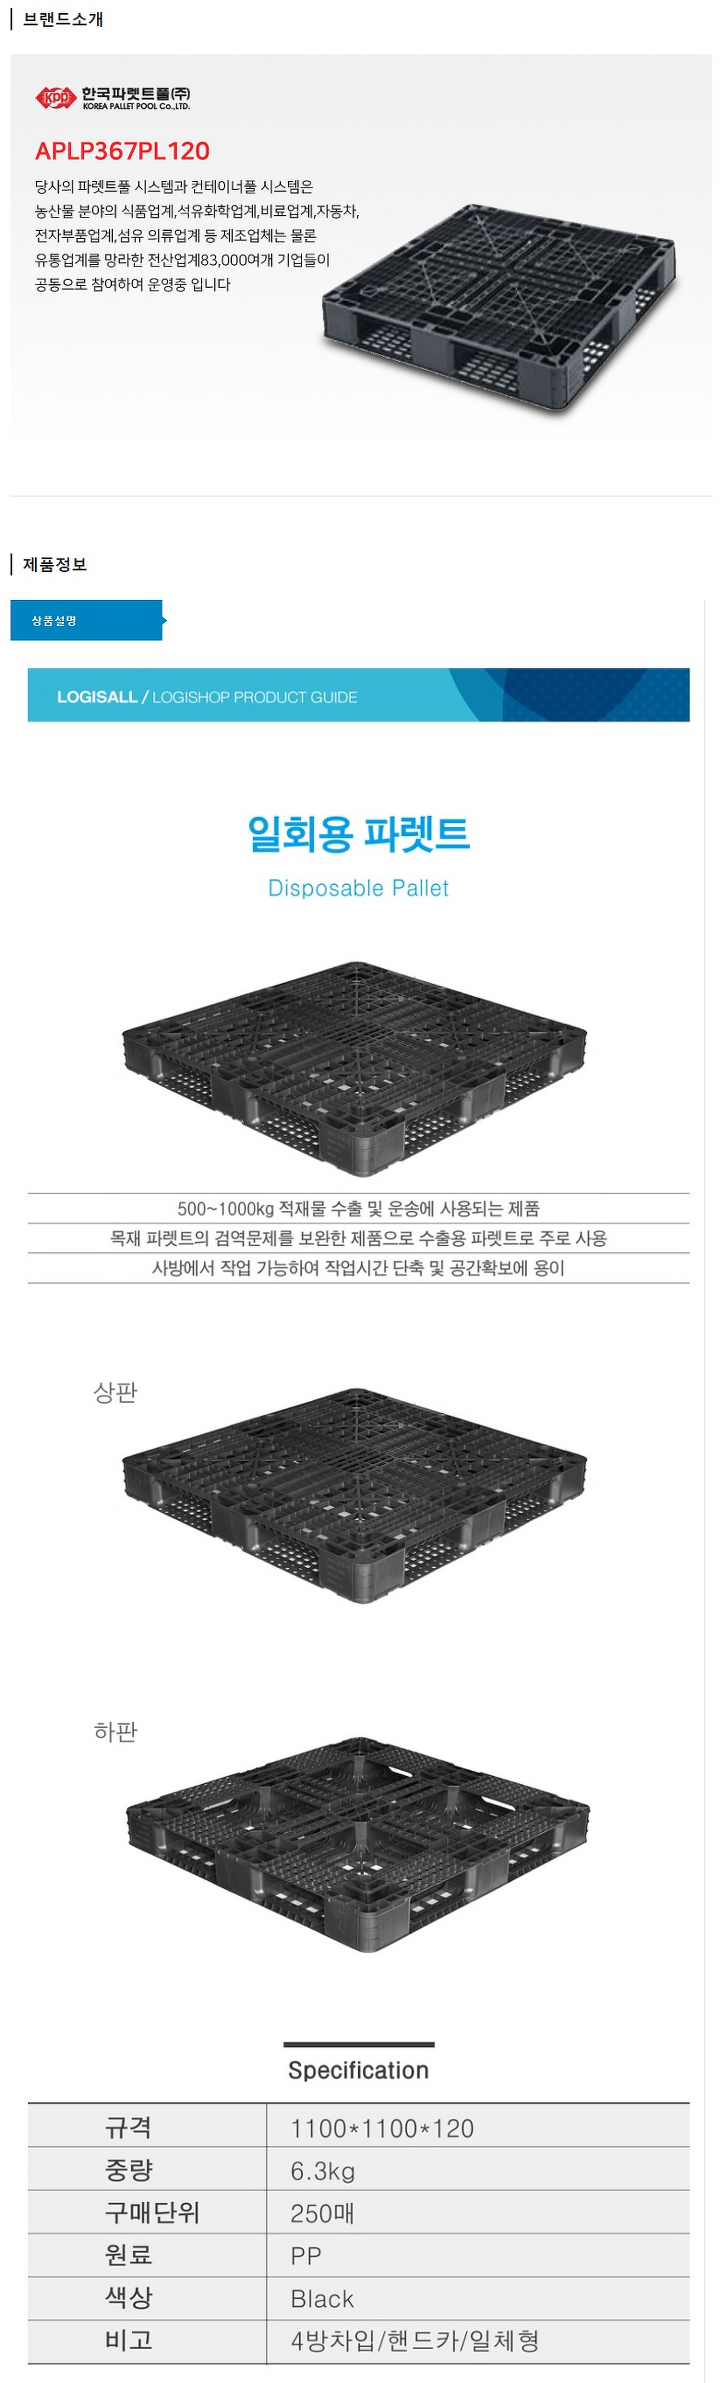 브랜드소개
kpp 한국파렛트풀(주)
KOREA PALLET POOL Co.,LTD.
APLP367PL120
당사의 파렛트풀 시스템과 컨테이너풀 시스템은
농산물 분야의 식품업계,석유화학업계,비료업계,자동차,
전자부품업계,섬유 의류업계 등 제조업체는 물론
유통업계를 망라한 전산업계83,000여개 기업들이
공동으로 참여하여 운영중 입니다
제품정보
상품설명
LOGISALL / LOGISHOP PRODUCT GUIDE
일회용 파렛트
Disposable Pallet
500~1000kg 적재물 수출 및 운송에 사용되는 제품
목재 파렛트의 검역문제를 보완한 제품으로 수출용 파렛트로 주로 사용
사방에서 작업 가능하여 작업시간 단축 및 공간확보에 용이
상판
하판
Specification
규격 1100*1100*120
중량 6.3kg
구매단위 250매
원료 PP
색상 Black
비고 4방차입/핸드카/일체형